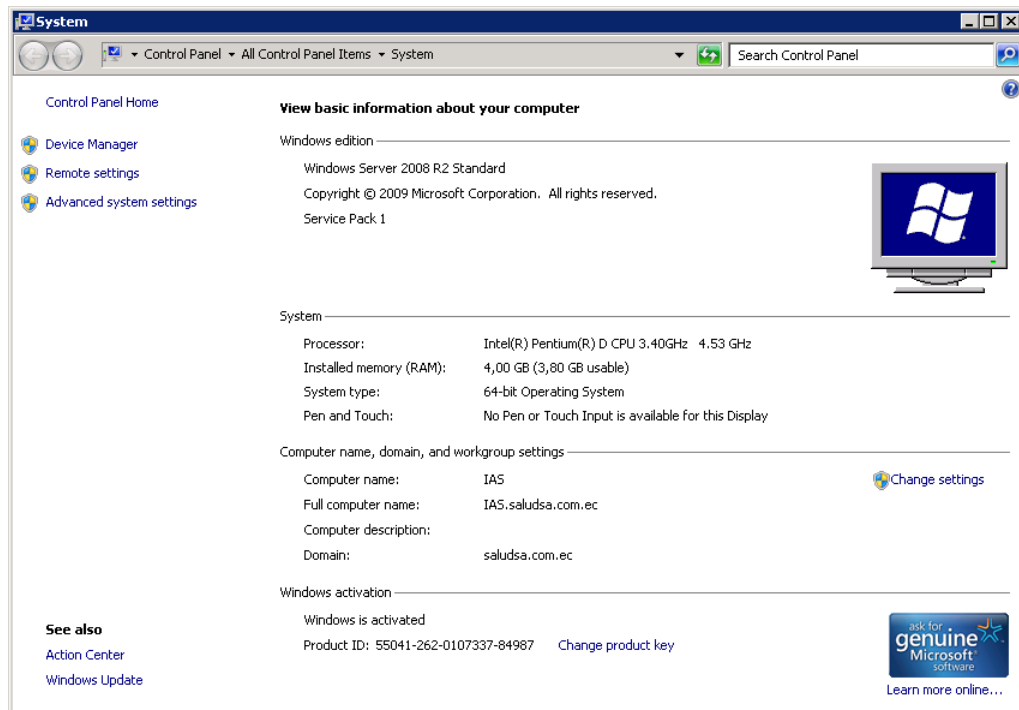 System
Control Panel ▾ All Control Panel Items ▾ System
Search Control Panel
Control Panel Home
Device Manager
Remote settings
Advanced system settings
See also
Action Center
Windows Update
View basic information about your computer
Windows edition
Windows Server 2008 R2 Standard
Copyright © 2009 Microsoft Corporation. All rights reserved.
Service Pack 1
System
Processor: Intel(R) Pentium(R) D CPU 3.40GHz 4.53 GHz
Installed memory (RAM): 4,00 GB (3,80 GB usable)
System type: 64-bit Operating System
Pen and Touch: No Pen or Touch Input is available for this Display
Computer name, domain, and workgroup settings
Computer name: IAS
Change settings
Full computer name: IAS.saludsa.com.ec
Computer description:
Domain: saludsa.com.ec
Windows activation
Windows is activated
Product ID: 55041-262-0107337-84987 Change product key
ask for
genuine
Microsoft
software
Learn more online...